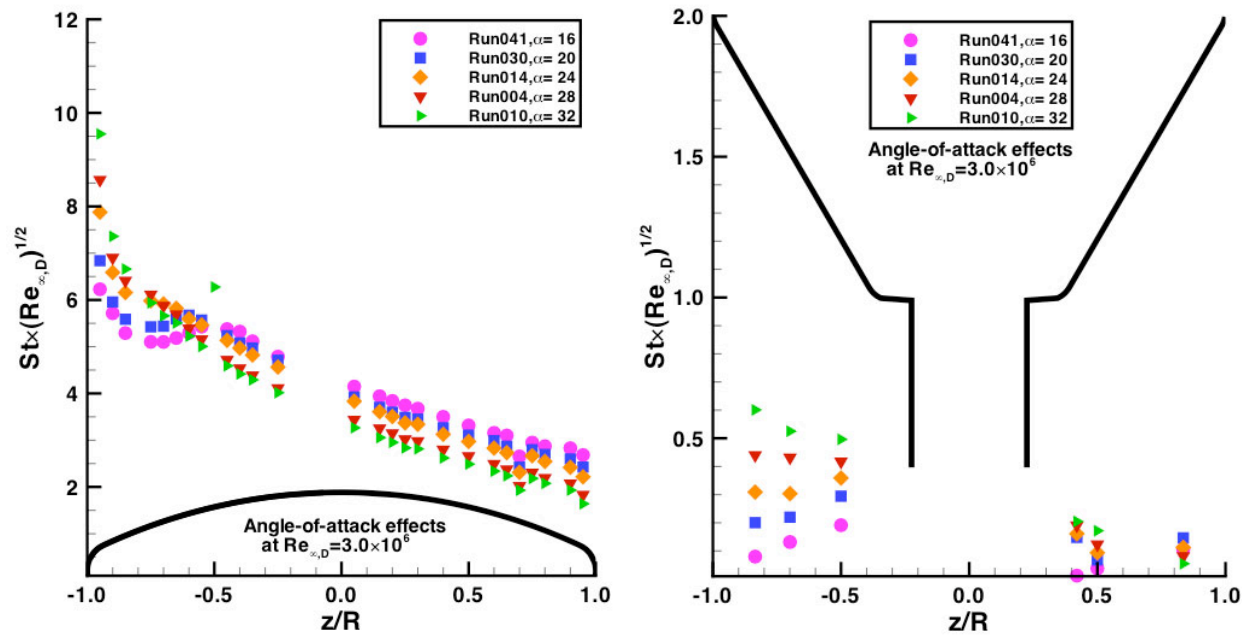 12
10
8
6
4
2
St×(Re∞,D)1/2
Run041,α= 16
Run030,α= 20
Run014,α= 24
Run004,α= 28
Run010,α= 32
Angle-of-attack effects
at Re∞,D=3.0×10^6
-1.0 -0.5 0.0 0.5 1.0
z/R
2.0
1.5
1.0
0.5
St×(Re∞,D)1/2
Run041,α= 16
Run030,α= 20
Run014,α= 24
Run004,α= 28
Run010,α= 32
Angle-of-attack effects
at Re∞,D=3.0×10^6
-1.0 -0.5 0.0 0.5 1.0
z/R